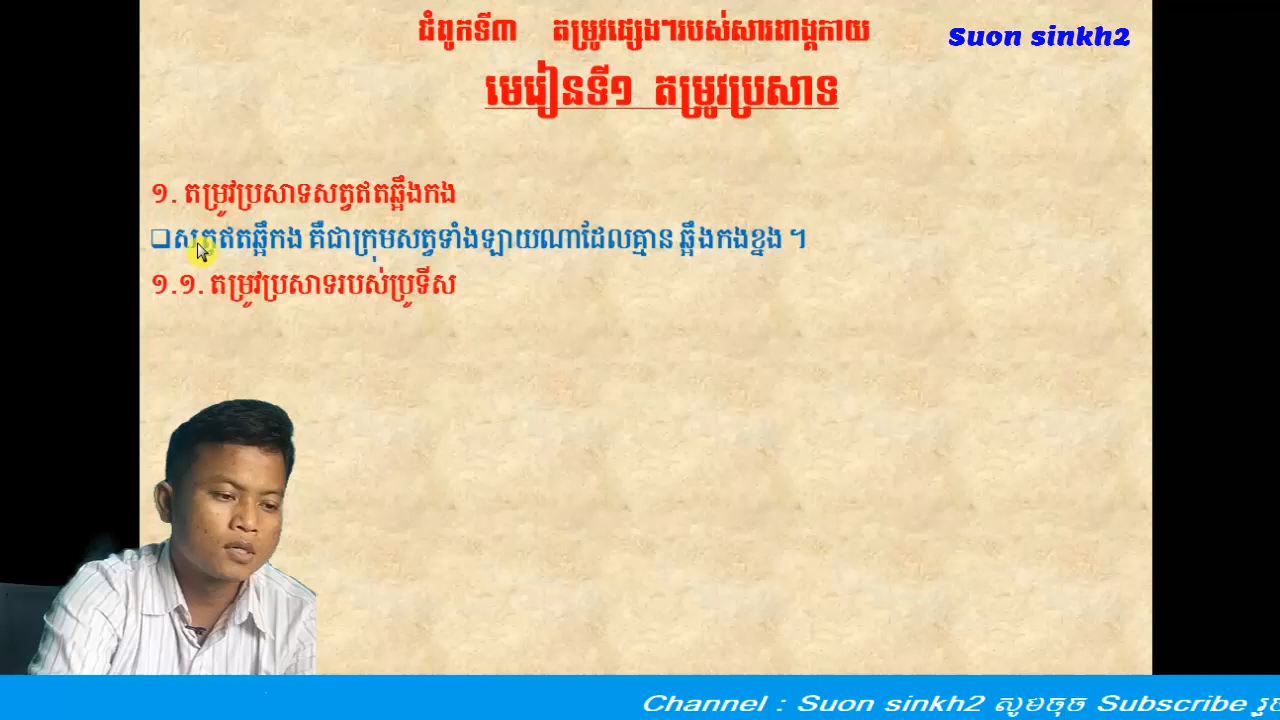 ជំពូកទី៣ តម្រូវផ្សេងៗរបស់សារពាង្គកាយ
Suon sinkh2
មេរៀនទី១ តម្រូវប្រសាទ
១. តម្រូវប្រសាទសត្វឥតឆ្អឹងកង
❑សត្វឥតឆ្អឹកង គឺជាក្រុមសត្វទាំងឡាយណាដែលគ្មាន ឆ្អឹងកងខ្នង ។
១.១. តម្រូវប្រសាទរបស់ប្រូទីស
Channel : Suon sinkh2 សូមចុច Subscribe